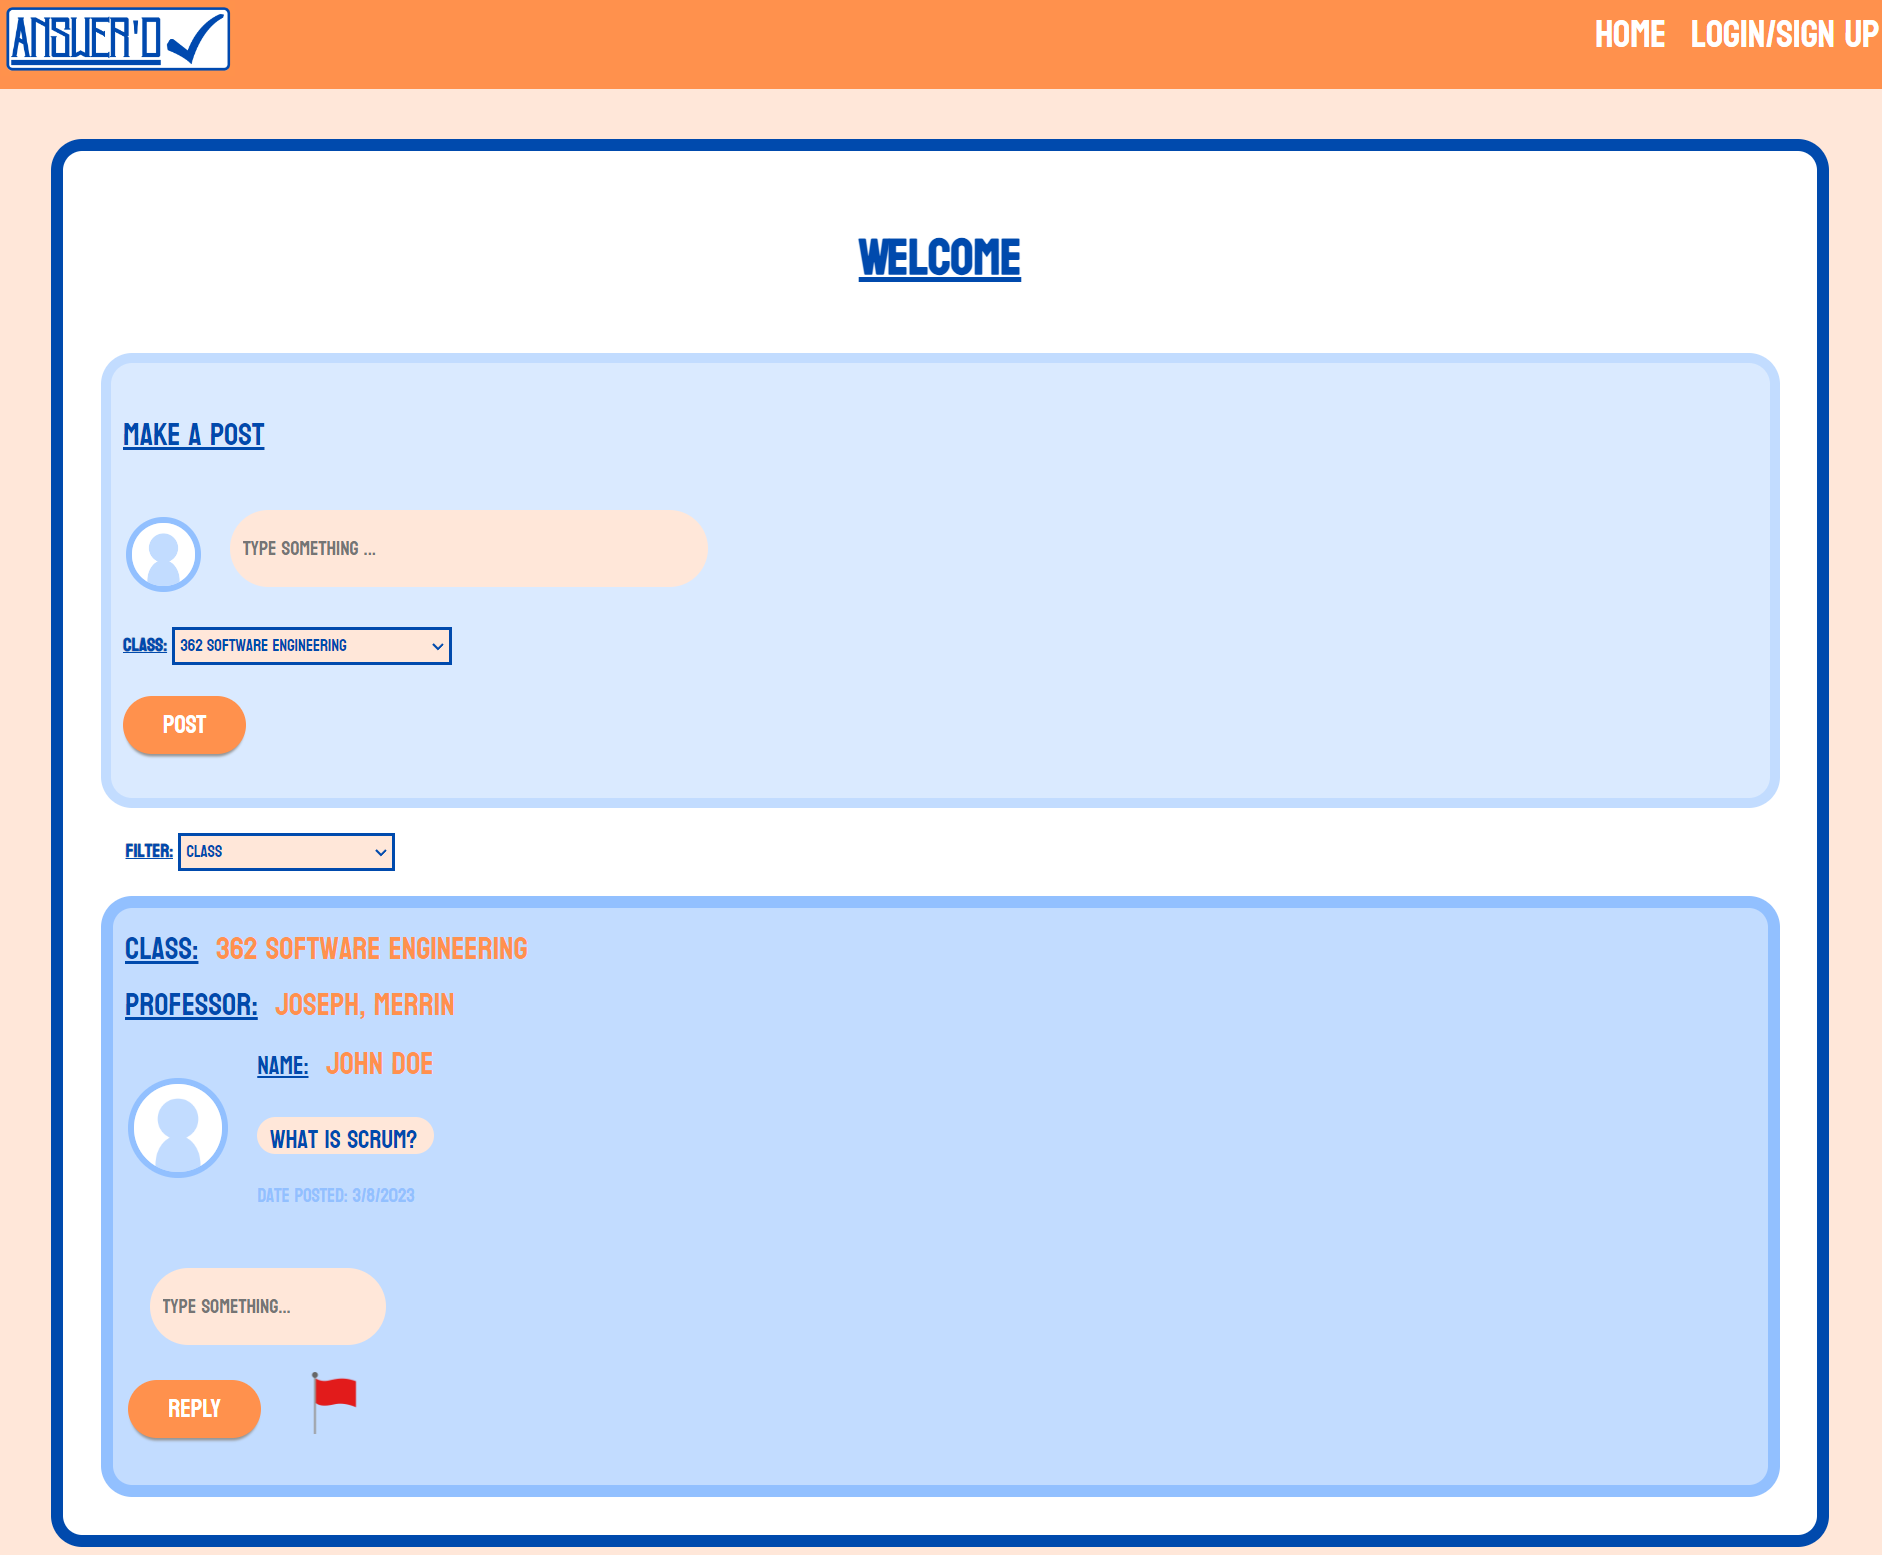 ANSWER'D
HOME LOGIN/SIGN UP
WELCOME
MAKE A POST
TYPE SOMETHING ...
CLASS: 362 SOFTWARE ENGINEERING
POST
FILTER: CLASS
CLASS: 362 SOFTWARE ENGINEERING
PROFESSOR: JOSEPH, MERRIN
NAME: JOHN DOE
WHAT IS SCRUM?
DATE POSTED: 3/8/2023
TYPE SOMETHING...
REPLY